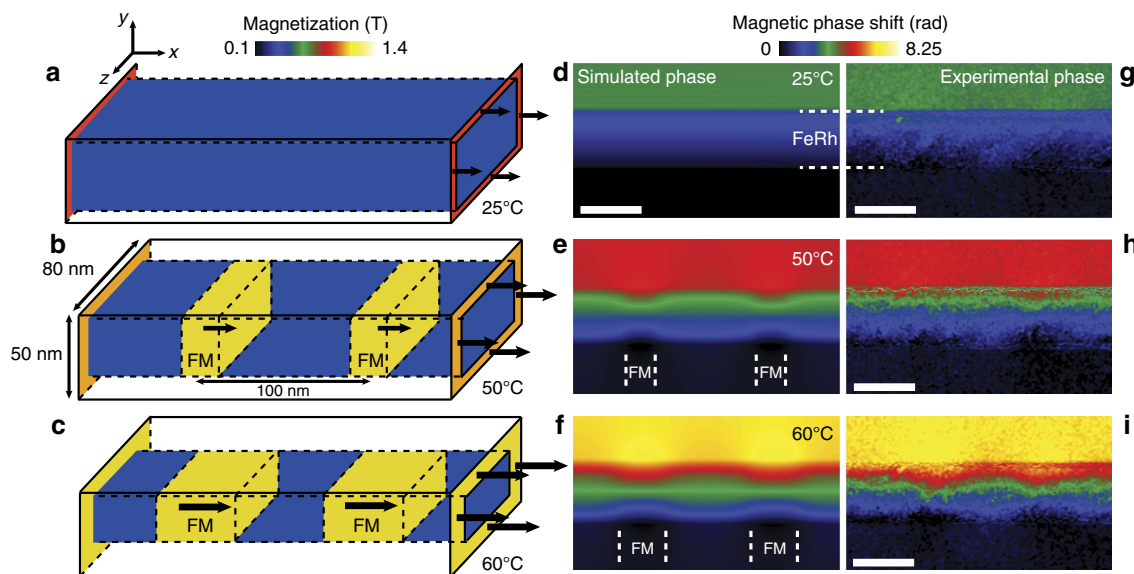 Magnetization (T)
0.1
1.4
Magnetic phase shift (rad)
0
8.25
y
x
z
a
25°C
b
80 nm
50 nm
FM
FM
100 nm
50°C
c
FM
FM
60°C
d
Simulated phase
25°C
FeRh
Experimental phase
g
e
50°C
FM
FM
h
f
60°C
FM
FM
i